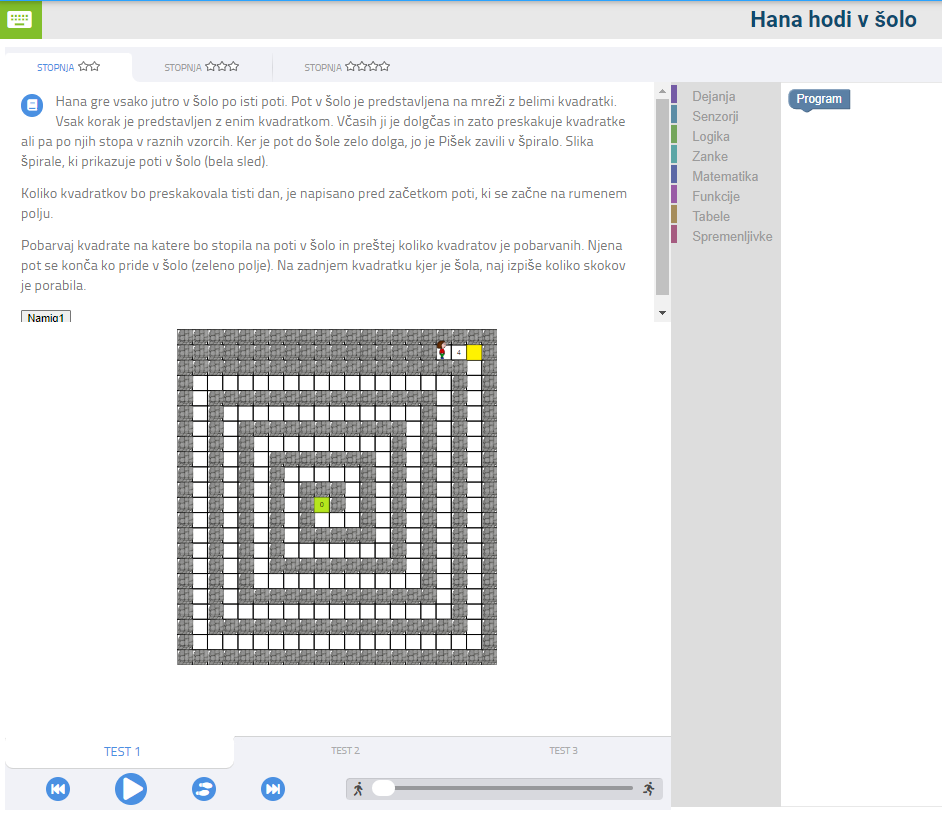 Hana hodi v šolo
STOPNJA
STOPNJA
STOPNJA
Hana gre vsako jutro v šolo po isti poti. Pot v šolo je predstavljena na mreži z belimi kvadratki.
Vsak korak je predstavljen z enim kvadratkom. Včasih ji je dolgčas in zato preskakuje kvadratke
ali pa po njih stopa v raznih vzorcih. Ker je pot do šole zelo dolga, jo je Pišek zavili v špiralo. Slika
špirale, ki prikazuje poti v šolo (bela sled).
Koliko kvadratkov bo preskakovala tisti dan, je napisano pred začetkom poti, ki se začne na rumenem
polju.
Pobarvaj kvadrate na katere bo stopila na poti v šolo in preštej koliko kvadratov je pobarvanih. Njena
pot se konča ko pride v šolo (zeleno polje). Na zadnjem kvadratku kjer je šola, naj izpiše koliko skokov
je porabila.
Namig1
4
0
TEST 1
TEST 2
TEST 3
Dejanja
Senzorji
Logika
Zanke
Matematika
Funkcije
Tabele
Spremenljivke
Program